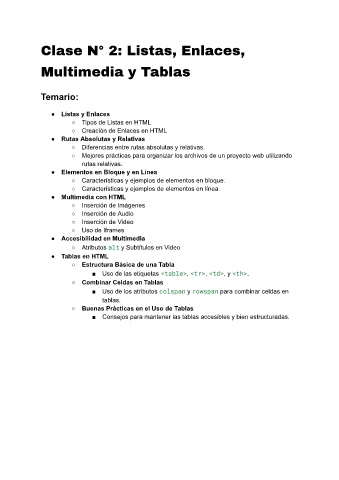 Clase N° 2: Listas, Enlaces,
Multimedia y Tablas
Temario:
● Listas y Enlaces
○ Tipos de Listas en HTML
○ Creación de Enlaces en HTML
● Rutas Absolutas y Relativas
○ Diferencias entre rutas absolutas y relativas.
○ Mejores prácticas para organizar los archivos de un proyecto web utilizando
rutas relativas.
● Elementos en Bloque y en Línea
○ Características y ejemplos de elementos en bloque.
○ Características y ejemplos de elementos en línea.
● Multimedia con HTML
○ Inserción de Imágenes
○ Inserción de Audio
○ Inserción de Video
○ Uso de Iframes
● Accesibilidad en Multimedia
○ Atributos alt y Subtítulos en Video
● Tablas en HTML
○ Estructura Básica de una Tabla
■ Uso de las etiquetas <table>, <tr>, <td>, y <th>.
○ Combinar Celdas en Tablas
■ Uso de los atributos colspan y rowspan para combinar celdas en
tablas.
○ Buenas Prácticas en el Uso de Tablas
■ Consejos para mantener las tablas accesibles y bien estructuradas.